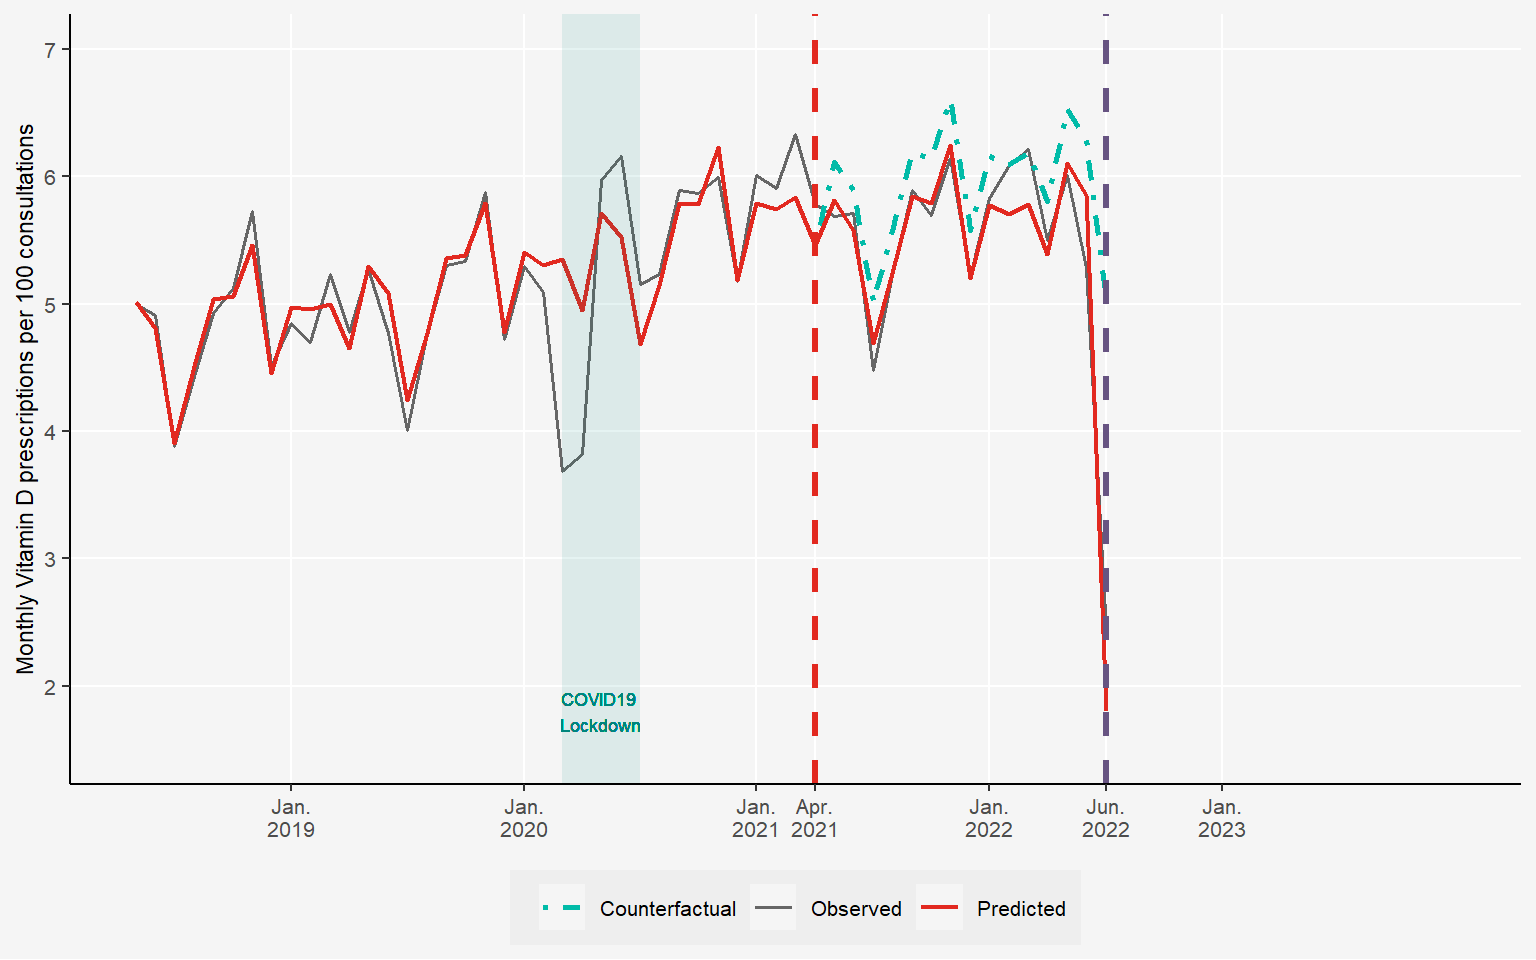 Monthly Vitamin D prescriptions per 100 consultations
7
6
5
4
3
2
COVID19
Lockdown
Jan.
2019
Jan.
2020
Jan.
2021
Apr.
2021
Jan.
2022
Jun.
2022
Jan.
2023
Counterfactual
Observed
Predicted